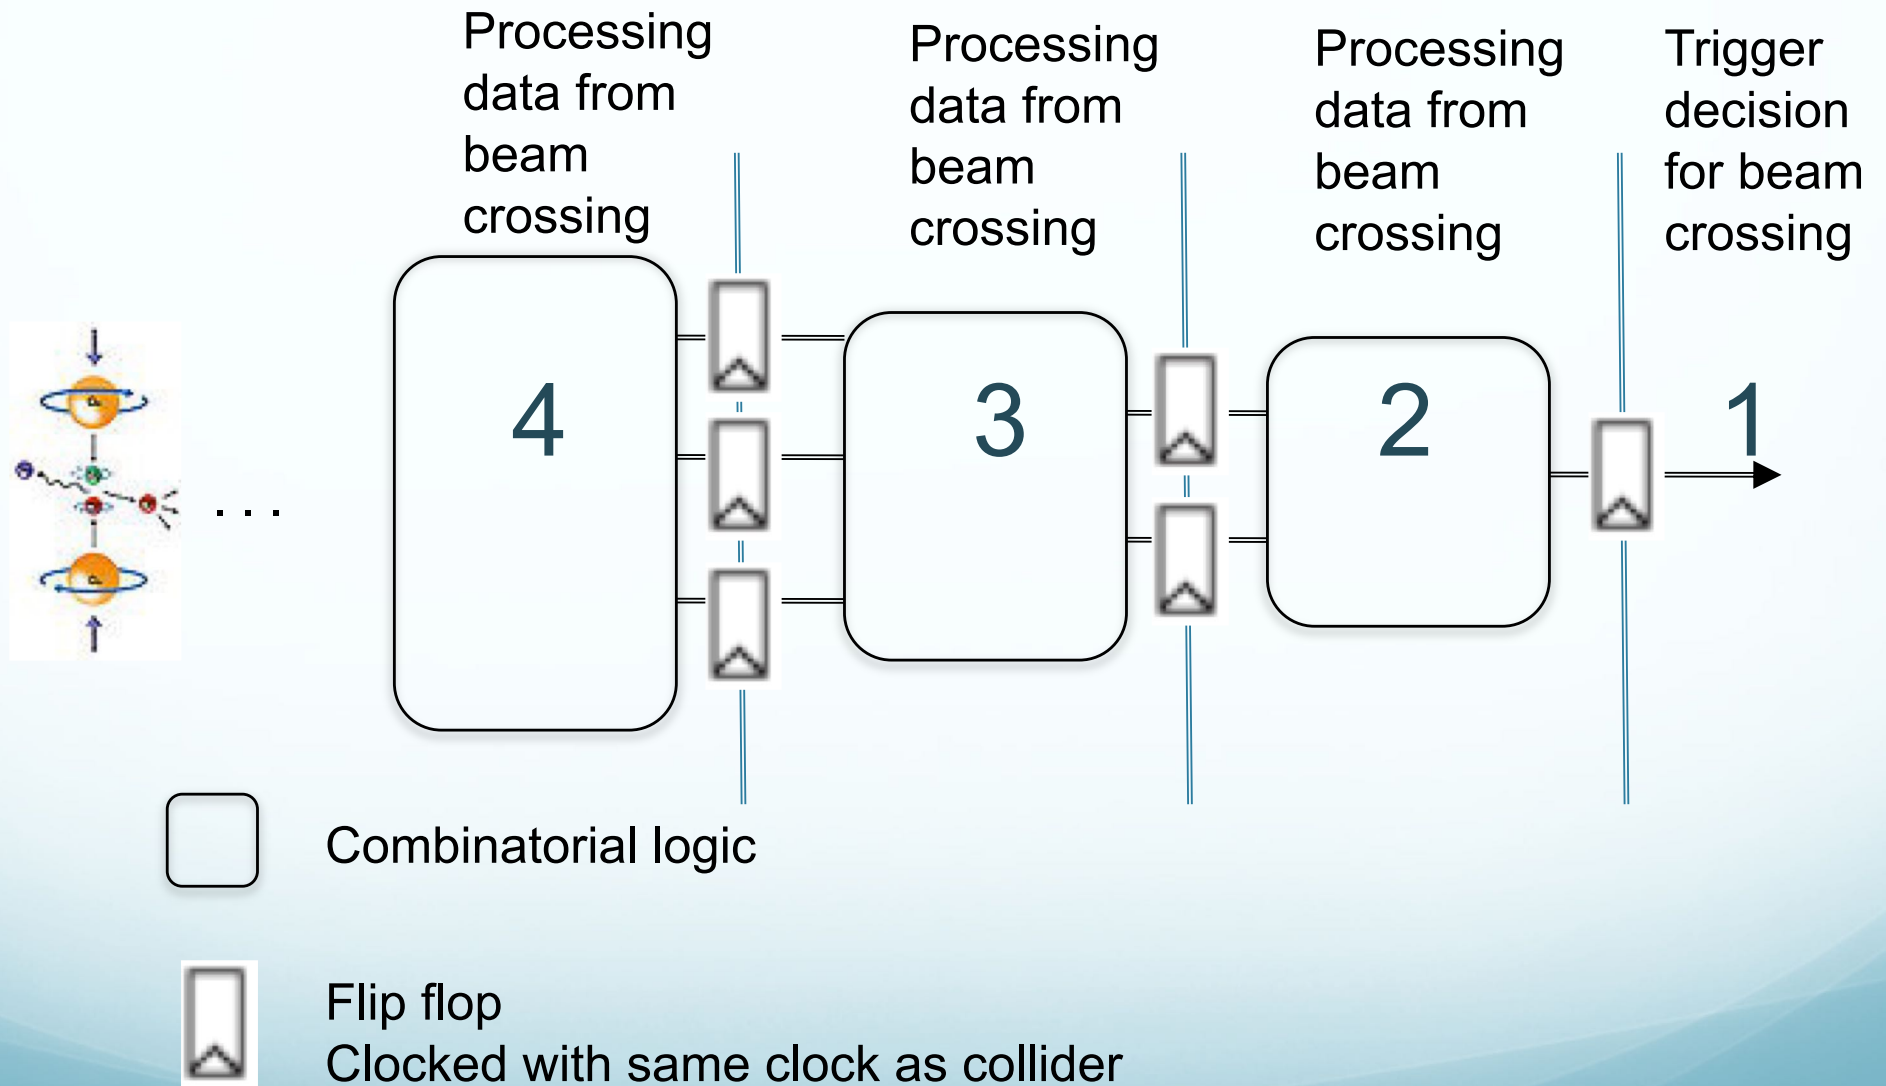 Processing
data from
beam
crossing
Processing
data from
beam
crossing
Processing
data from
beam
crossing
Trigger
decision
for beam
crossing
4
3
2
1
. . .
Combinatorial logic
Flip flop
Clocked with same clock as collider